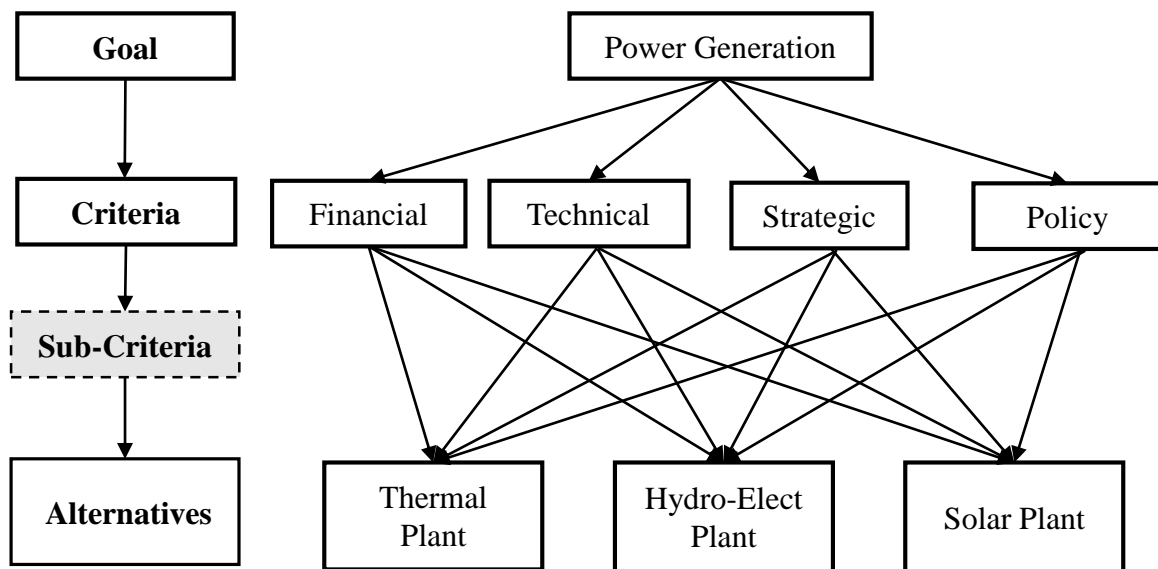 Goal
Power Generation
Criteria
Financial
Technical
Strategic
Policy
Sub-Criteria
Alternatives
Thermal
Plant
Hydro-Elect
Plant
Solar Plant